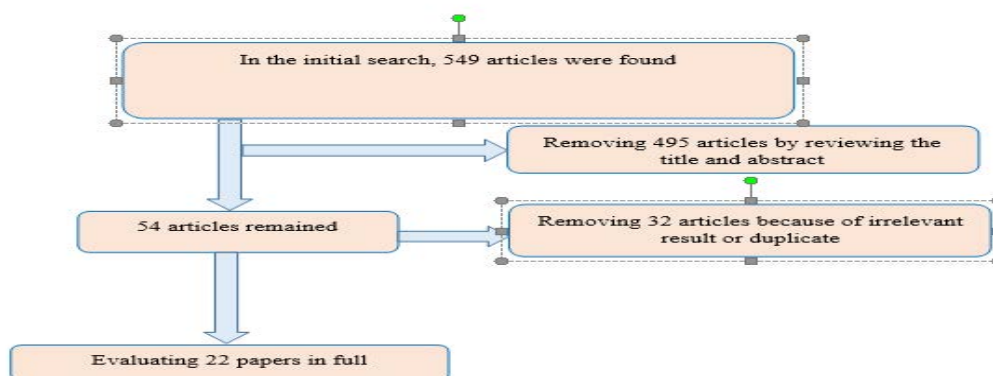 In the initial search, 549 articles were found
Removing 495 articles by reviewing the
title and abstract
54 articles remained
Removing 32 articles because of irrelevant
result or duplicate
Evaluating 22 papers in full